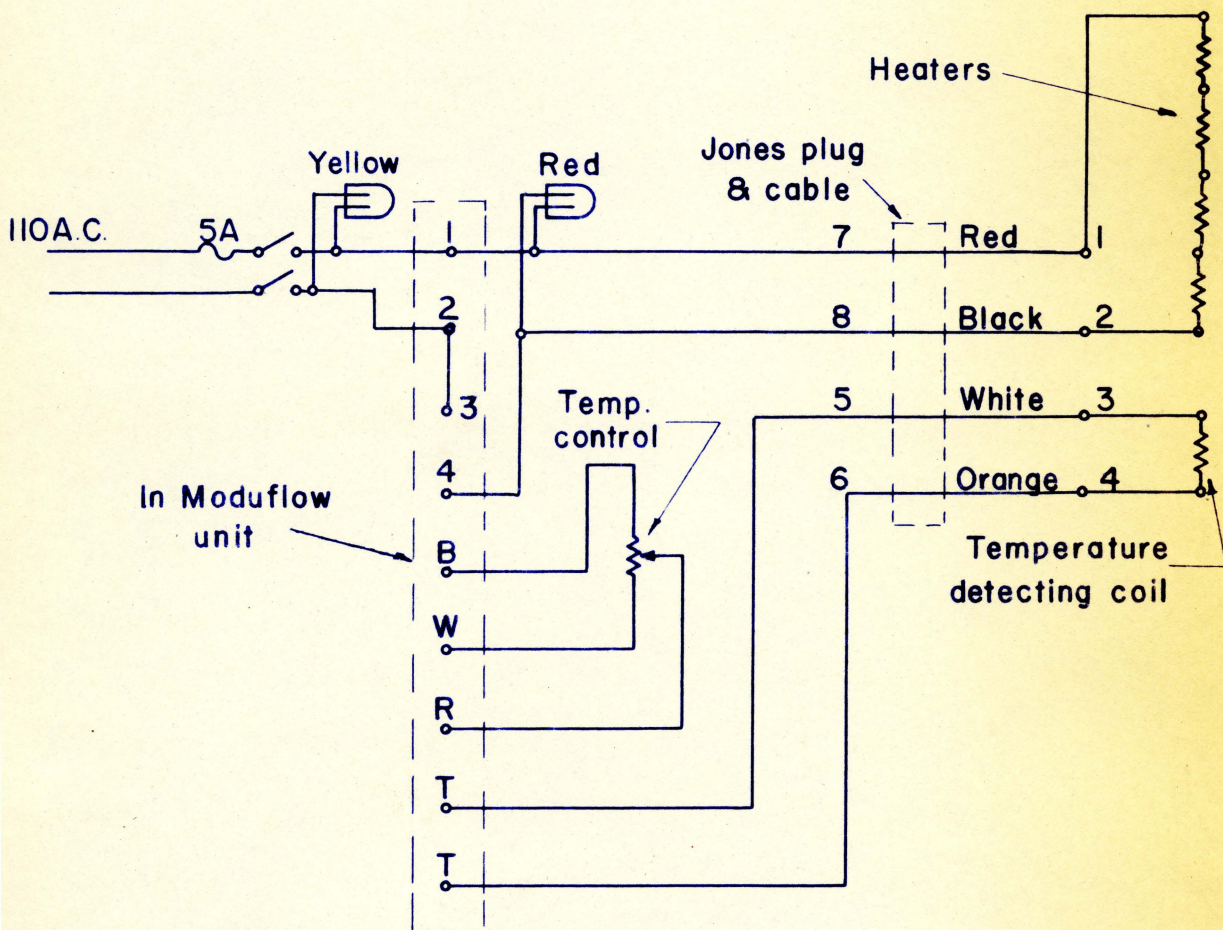 Heaters
Jones plug
& cable
Yellow
Red
110A.C.
5A
1
7
Red
1
2
8
Black
2
3
Temp.
control
5
White
3
4
In Moduflow
unit
6
Orange
4
B
Temperature
detecting coil
W
R
T
T